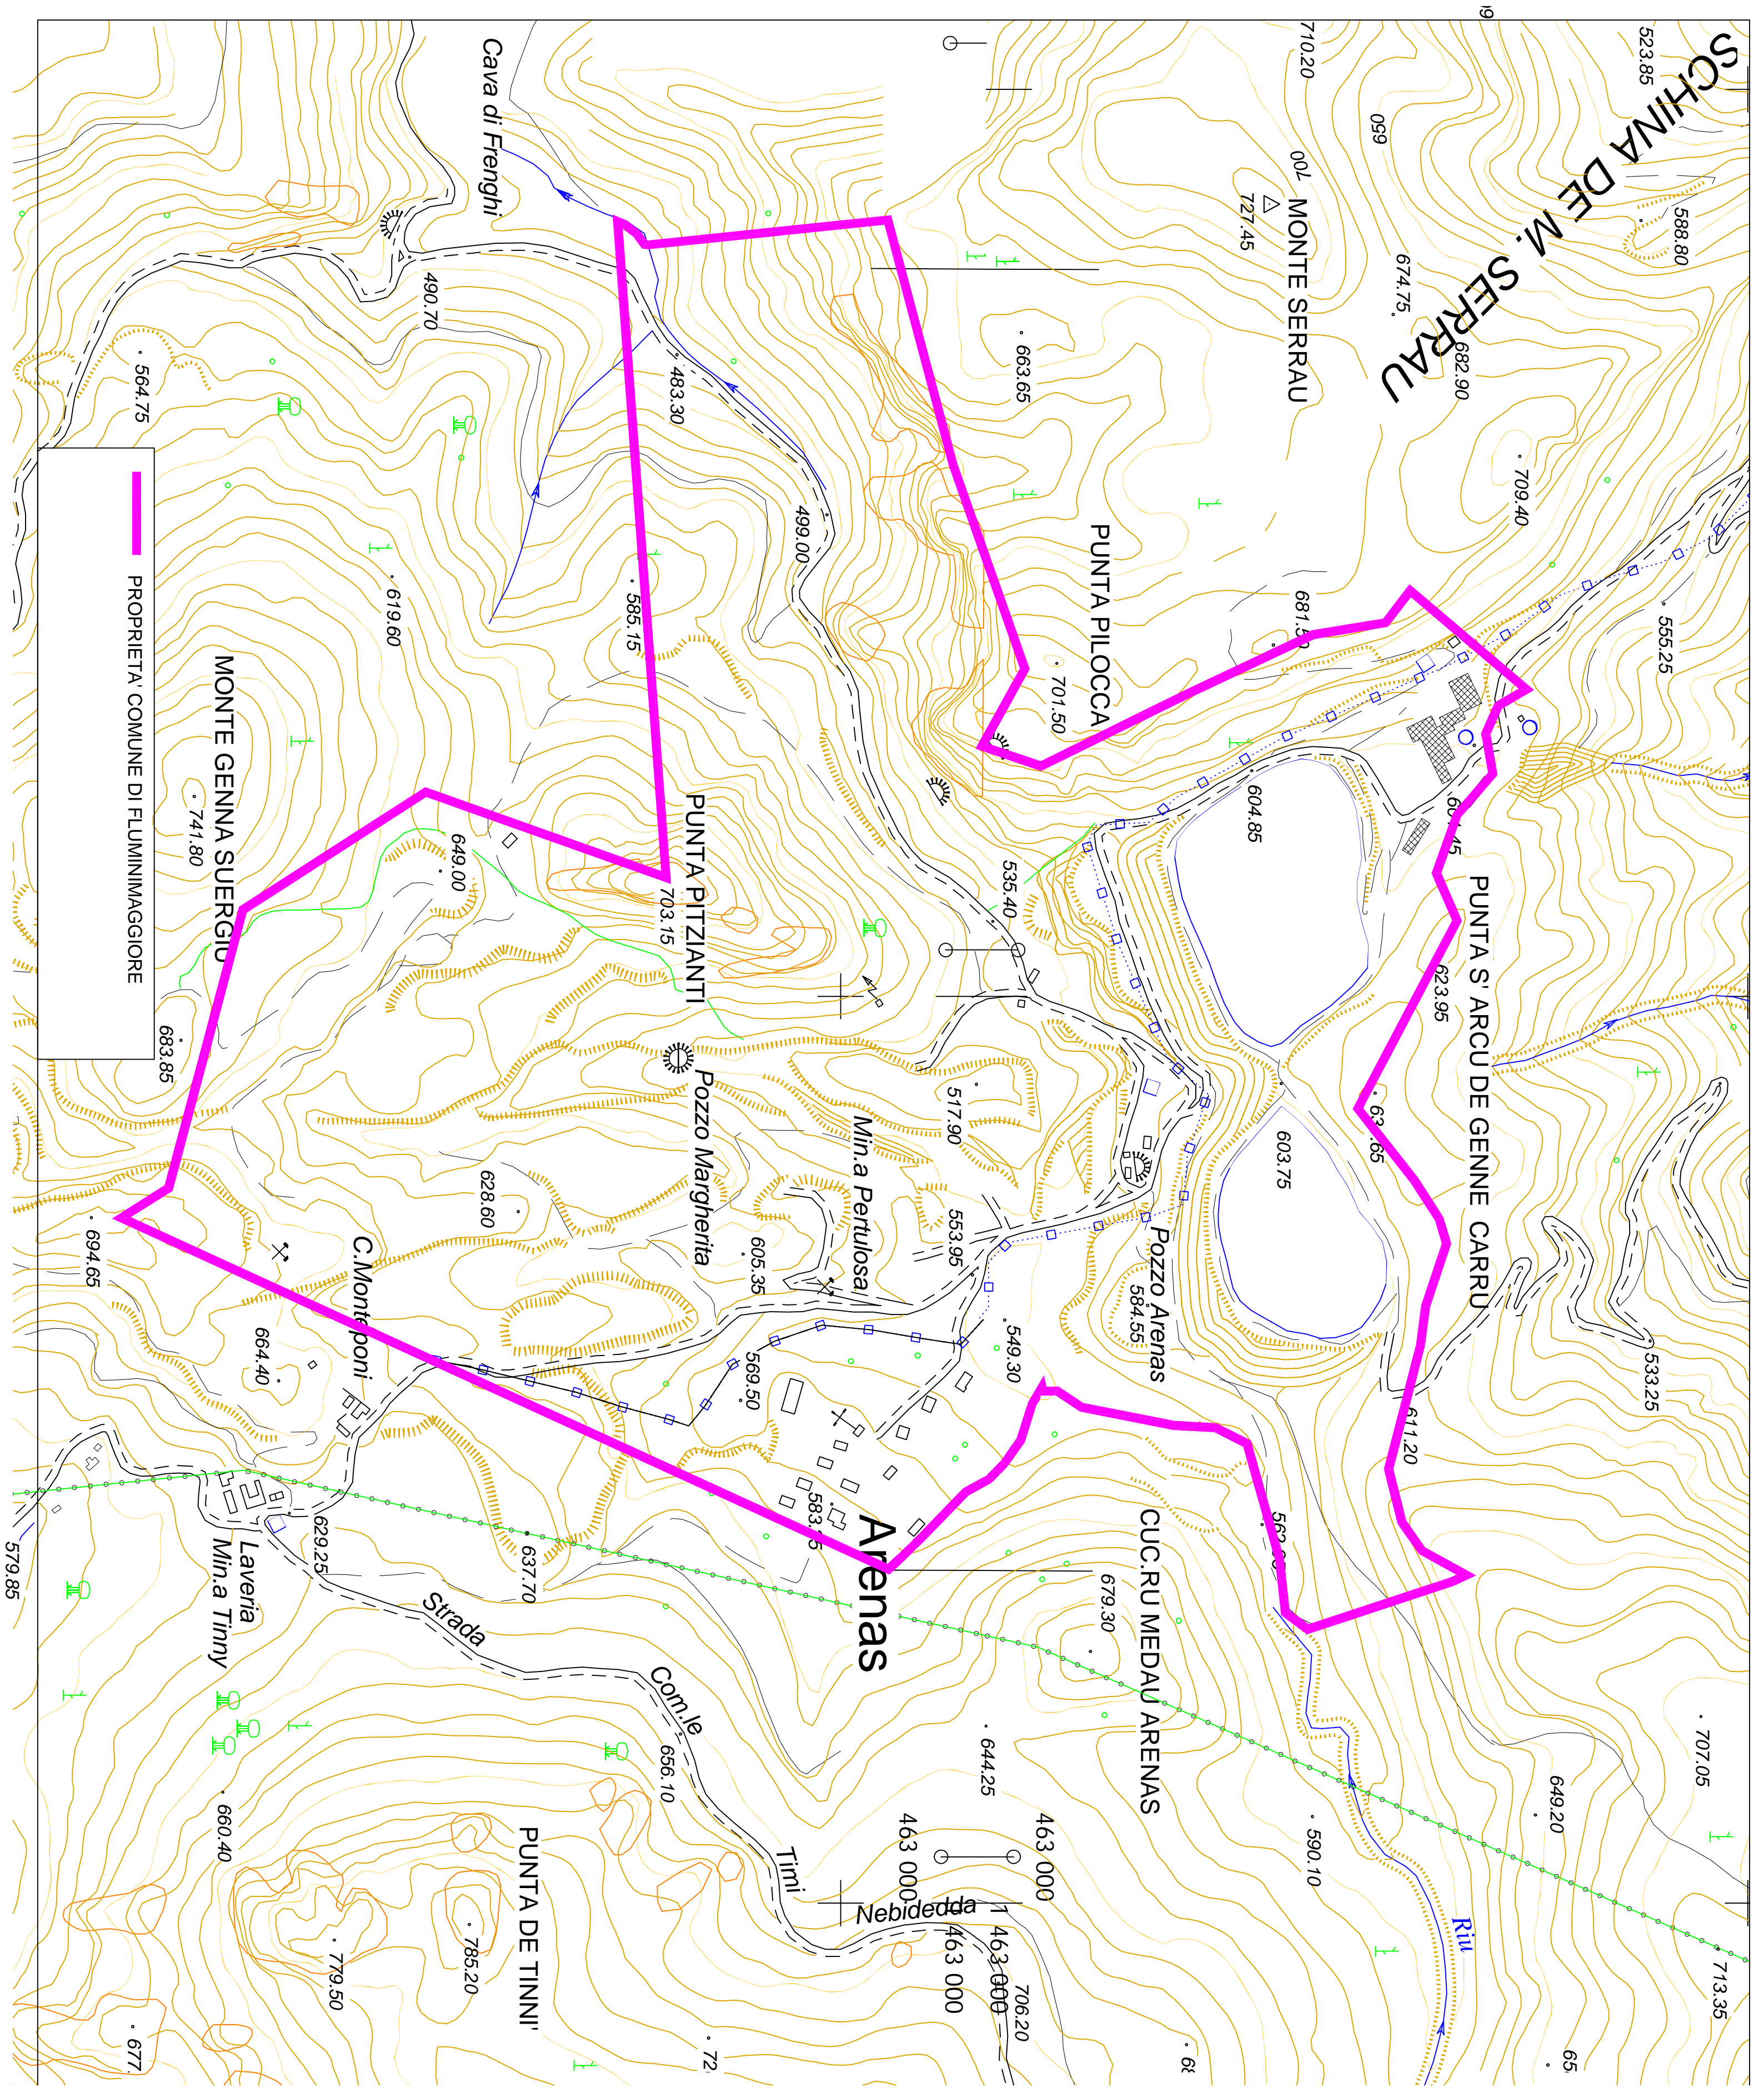 SCHINA DE M. SERRAU
523.85
710.20
650
588.80
700
MONTE SERRAU
727.45
674.75
682.90
663.65
709.40
Cava di Frenghi
490.70
483.30
564.75
499.00
PUNTA PILOCCA
701.50
555.25
585.15
619.60
MONTE GENNA SUERGIU
741.80
649.00
PUNTA PITZIANTI
703.15
535.40
604.85
PUNTA S' ARCU DE GENNE CARRU
623.95
603.75
517.90
683.85
Pozzo Margherita
Min.a Pertulosa
553.95
Pozzo Arenas
584.55
628.60
605.35
694.65
C.Monteponi
664.40
569.50
549.30
533.25
611.20
Arenas
CUC.RU MEDAU ARENAS
679.30
637.70
629.25
Laveria
Min.a Tinny
579.85
Strada
Com.le
Timi
Nebidedda
656.10
644.25
660.40
590.10
649.20
707.05
713.35
Riu
463 000
463 000
463 000
463 000
706.20
PUNTA DE TINNI'
785.20
779.50
677
72
65
PROPRIETA' COMUNE DI FLUMINIMAGGIORE